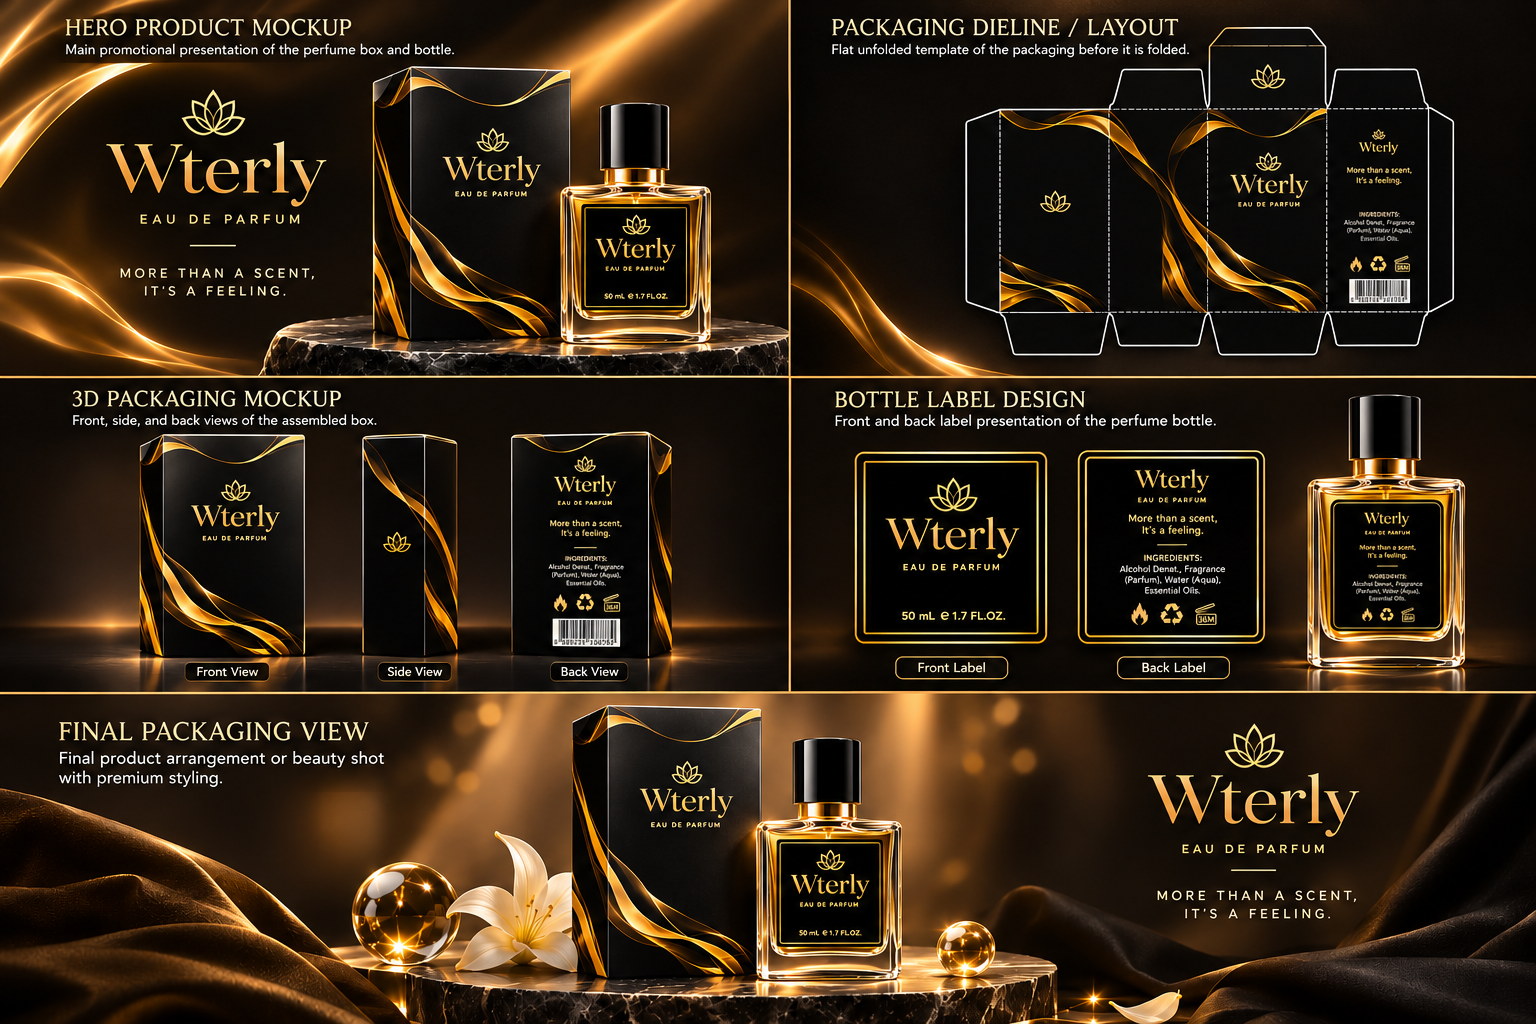 HERO PRODUCT MOCKUP
Main promotional presentation of the perfume box and bottle.
Wterly
EAU DE PARFUM
MORE THAN A SCENT,
IT'S A FEELING.
Wterly
EAU DE PARFUM
Wterly
EAU DE PARFUM
50 mL ℮ 1.7 FL.OZ.
PACKAGING DIELINE / LAYOUT
Flat unfolded template of the packaging before it is folded.
Wterly
EAU DE PARFUM
Wterly
More than a scent,
It's a feeling.
INGREDIENTS:
Alcohol Denat., Fragrance
(Parfum), Water (Aqua),
Essential Oils.
3D PACKAGING MOCKUP
Front, side, and back views of the assembled box.
Wterly
EAU DE PARFUM
Front View
Side View
Wterly
EAU DE PARFUM
More than a scent,
It's a feeling.
INGREDIENTS:
Alcohol Denat., Fragrance
(Parfum), Water (Aqua),
Essential Oils.
Back View
BOTTLE LABEL DESIGN
Front and back label presentation of the perfume bottle.
Wterly
EAU DE PARFUM
50 mL ℮ 1.7 FL.OZ.
Front Label
Wterly
EAU DE PARFUM
More than a scent,
It's a feeling.
INGREDIENTS:
Alcohol Denat., Fragrance
(Parfum), Water (Aqua),
Essential Oils.
36M
Back Label
Wterly
EAU DE PARFUM
More than a scent,
It's a feeling.
INGREDIENTS:
Alcohol Denat., Fragrance
(Parfum), Water (Aqua),
Essential Oils.
FINAL PACKAGING VIEW
Final product arrangement or beauty shot
with premium styling.
Wterly
EAU DE PARFUM
Wterly
EAU DE PARFUM
50 mL ℮ 1.7 FL.OZ.
Wterly
EAU DE PARFUM
MORE THAN A SCENT,
IT'S A FEELING.